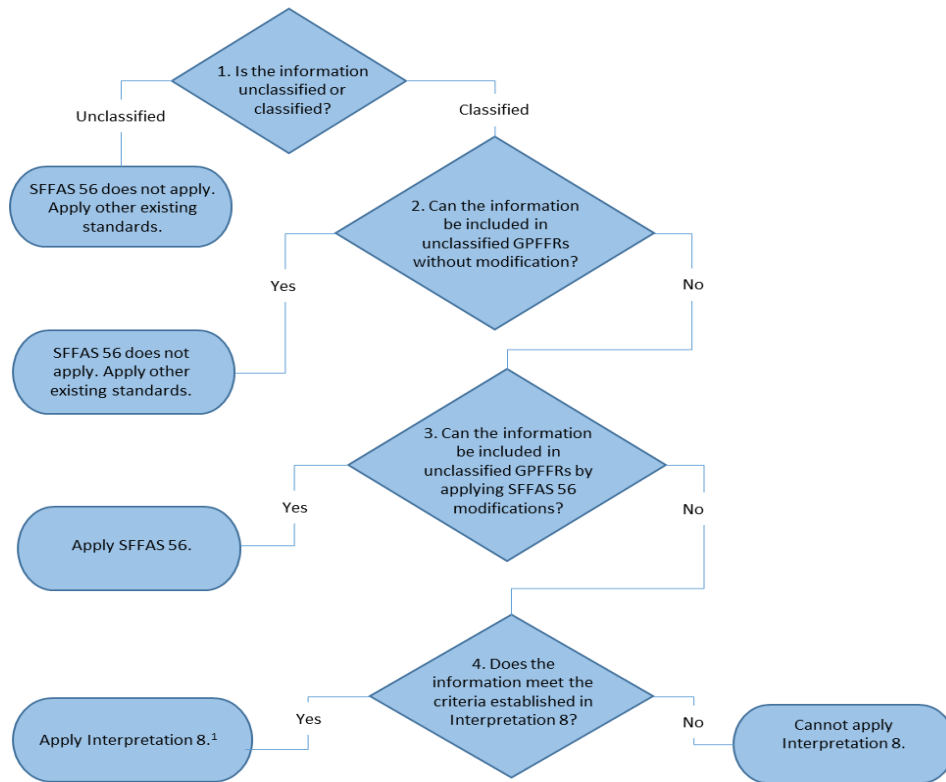 1. Is the information
unclassified or
classified?
Unclassified
Classified
SFFAS 56 does not apply.
Apply other existing
standards.
2. Can the information
be included in
unclassified GPFFRs
without modification?
Yes
No
SFFAS 56 does not
apply. Apply other
existing standards.
3. Can the information
be included in
unclassified GPFFRs by
applying SFFAS 56
modifications?
Yes
No
Apply SFFAS 56.
4. Does the
information meet the
criteria established in
Interpretation 8?
Yes
No
Apply Interpretation 8.¹
Cannot apply
Interpretation 8.